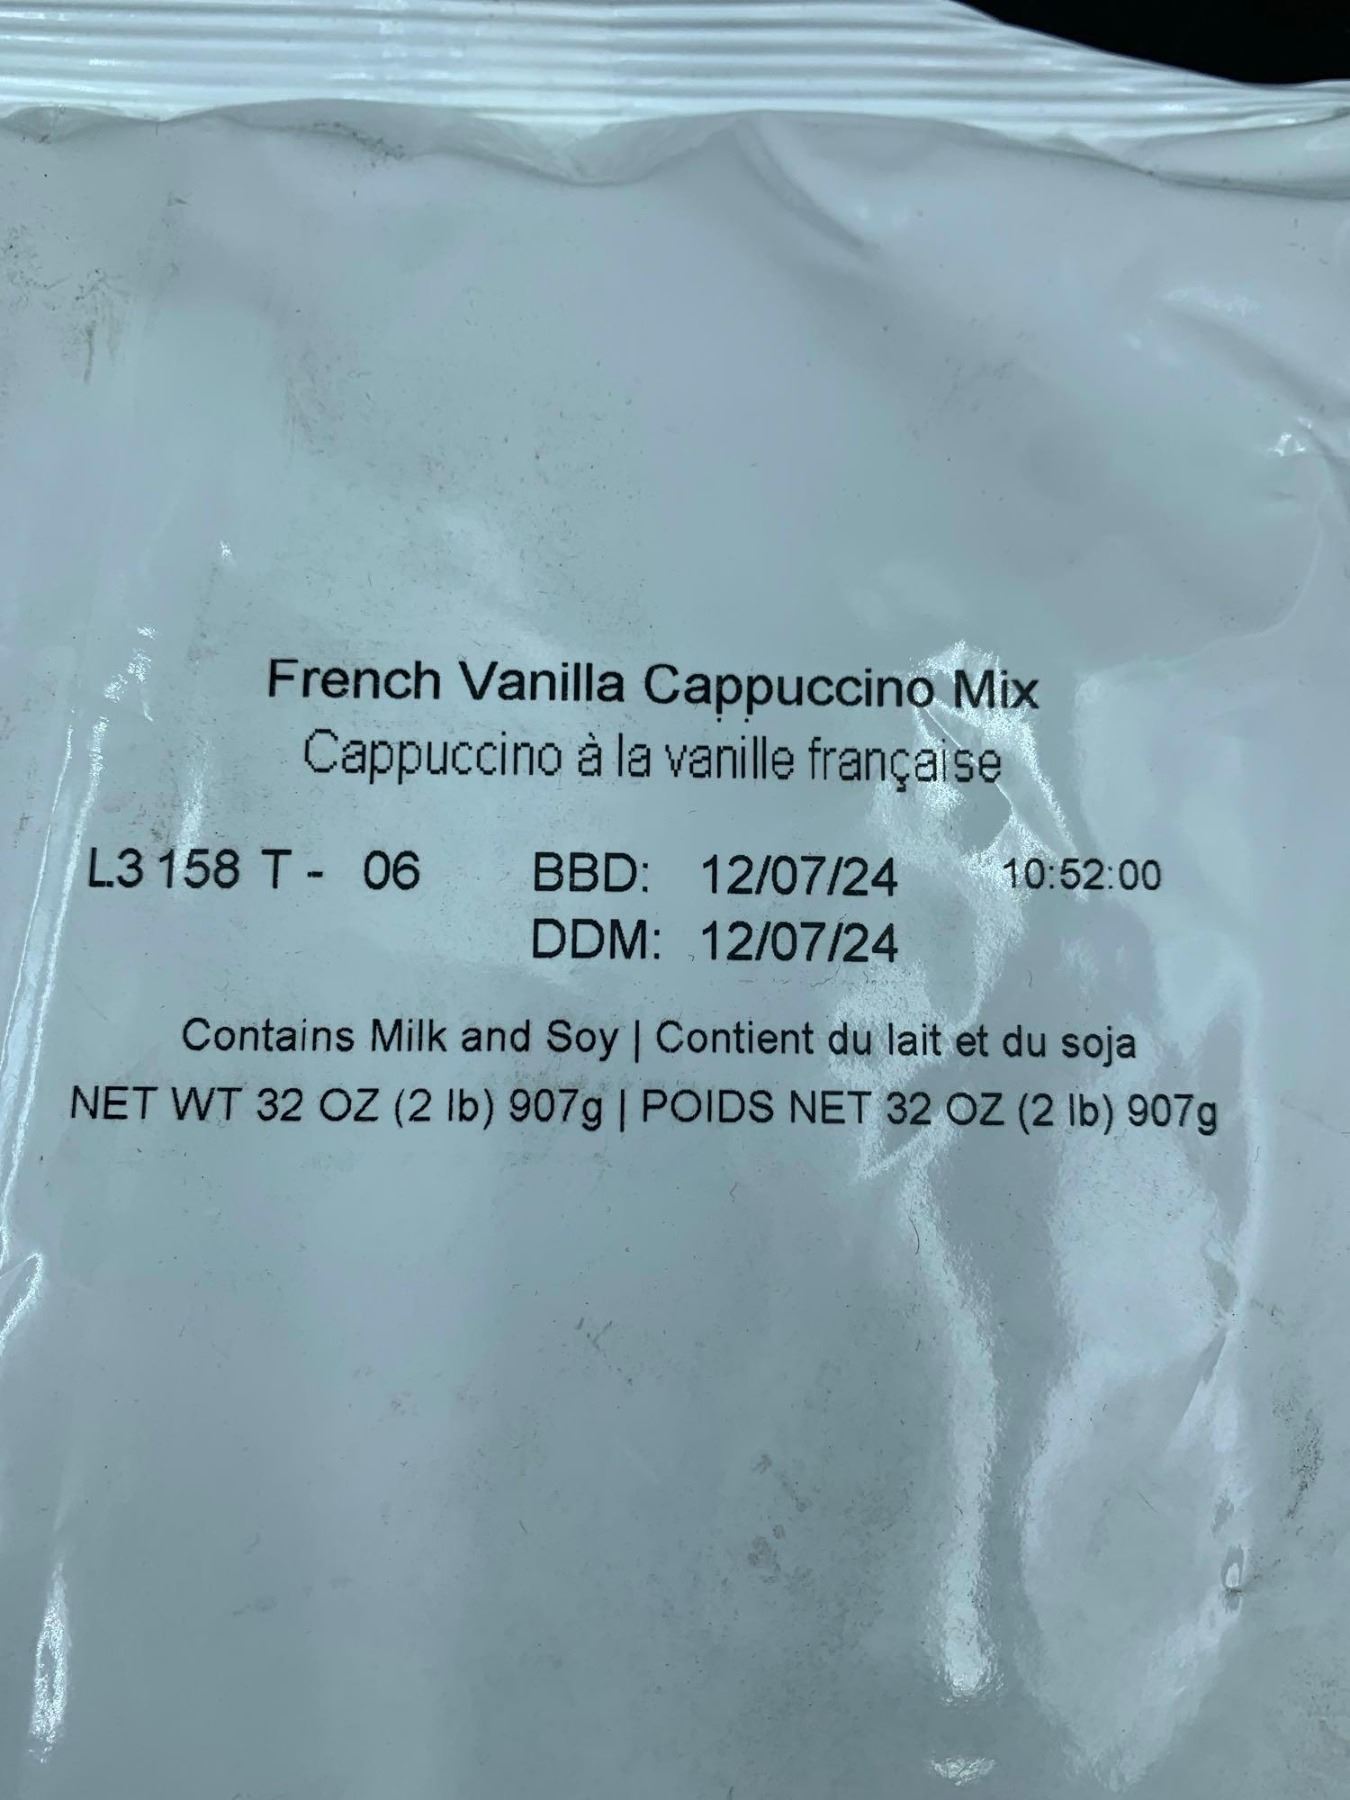 French Vanilla Cappuccino Mix
Cappuccino à la vanille française
L3 158 T - 06 BBD: 12/07/24 10:52:00
DDM: 12/07/24
Contains Milk and Soy | Contient du lait et du soja
NET WT 32 OZ (2 lb) 907g | POIDS NET 32 OZ (2 lb) 907g